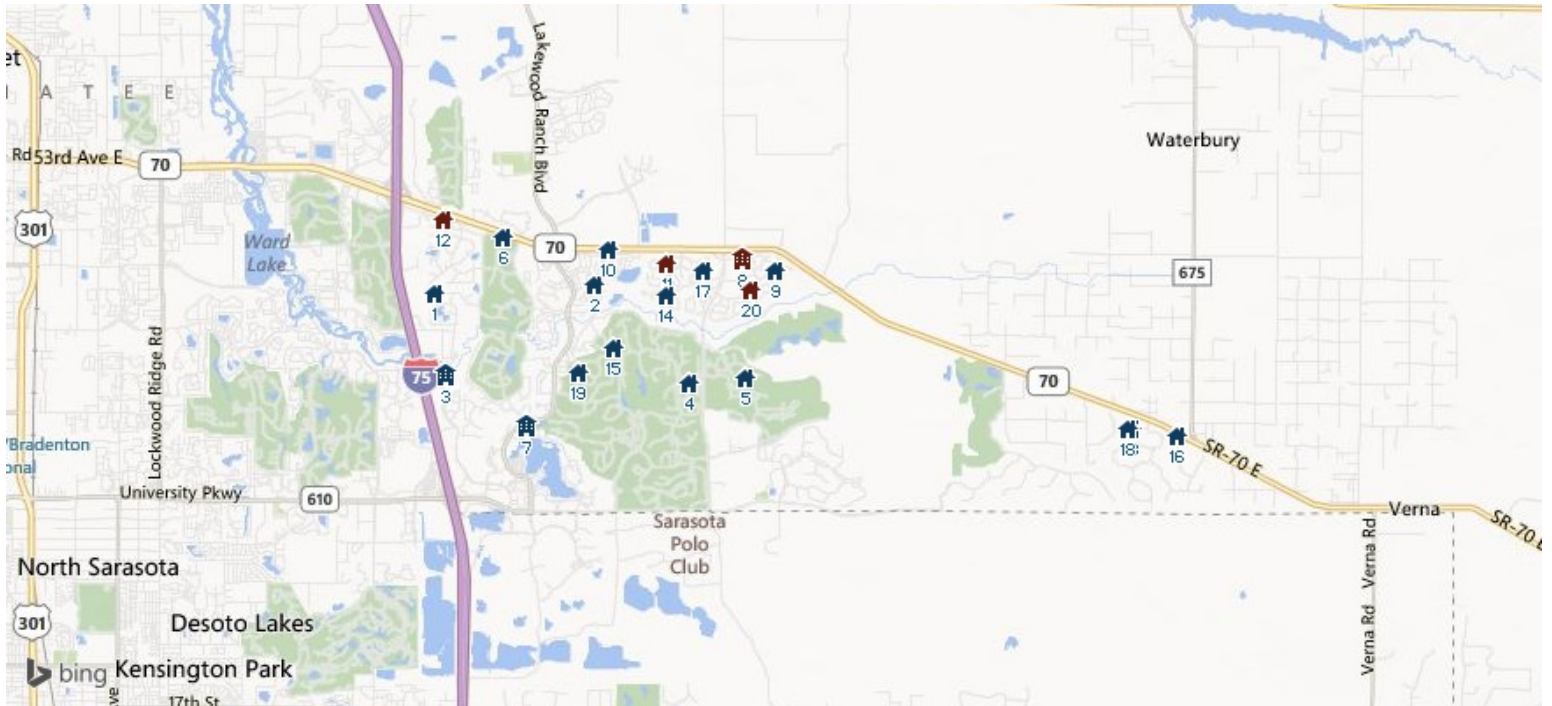 et
A T E E
Rd 53rd Ave E
70
301
Ward
Lake
Lockwood Ridge Rd
/Bradenton
onal
University Pkwy
610
North Sarasota
301
Desoto Lakes
bing
Kensington Park
17th St
Lakewood Ranch Blvd
70
12
6
10
2
11
14
17
8
20
9
1
75
3
15
19
4
5
7
Sarasota
Polo
Club
Waterbury
675
70
18
16
SR-70 E
Verna
SR-70 E
Verna Rd
Verna Rd